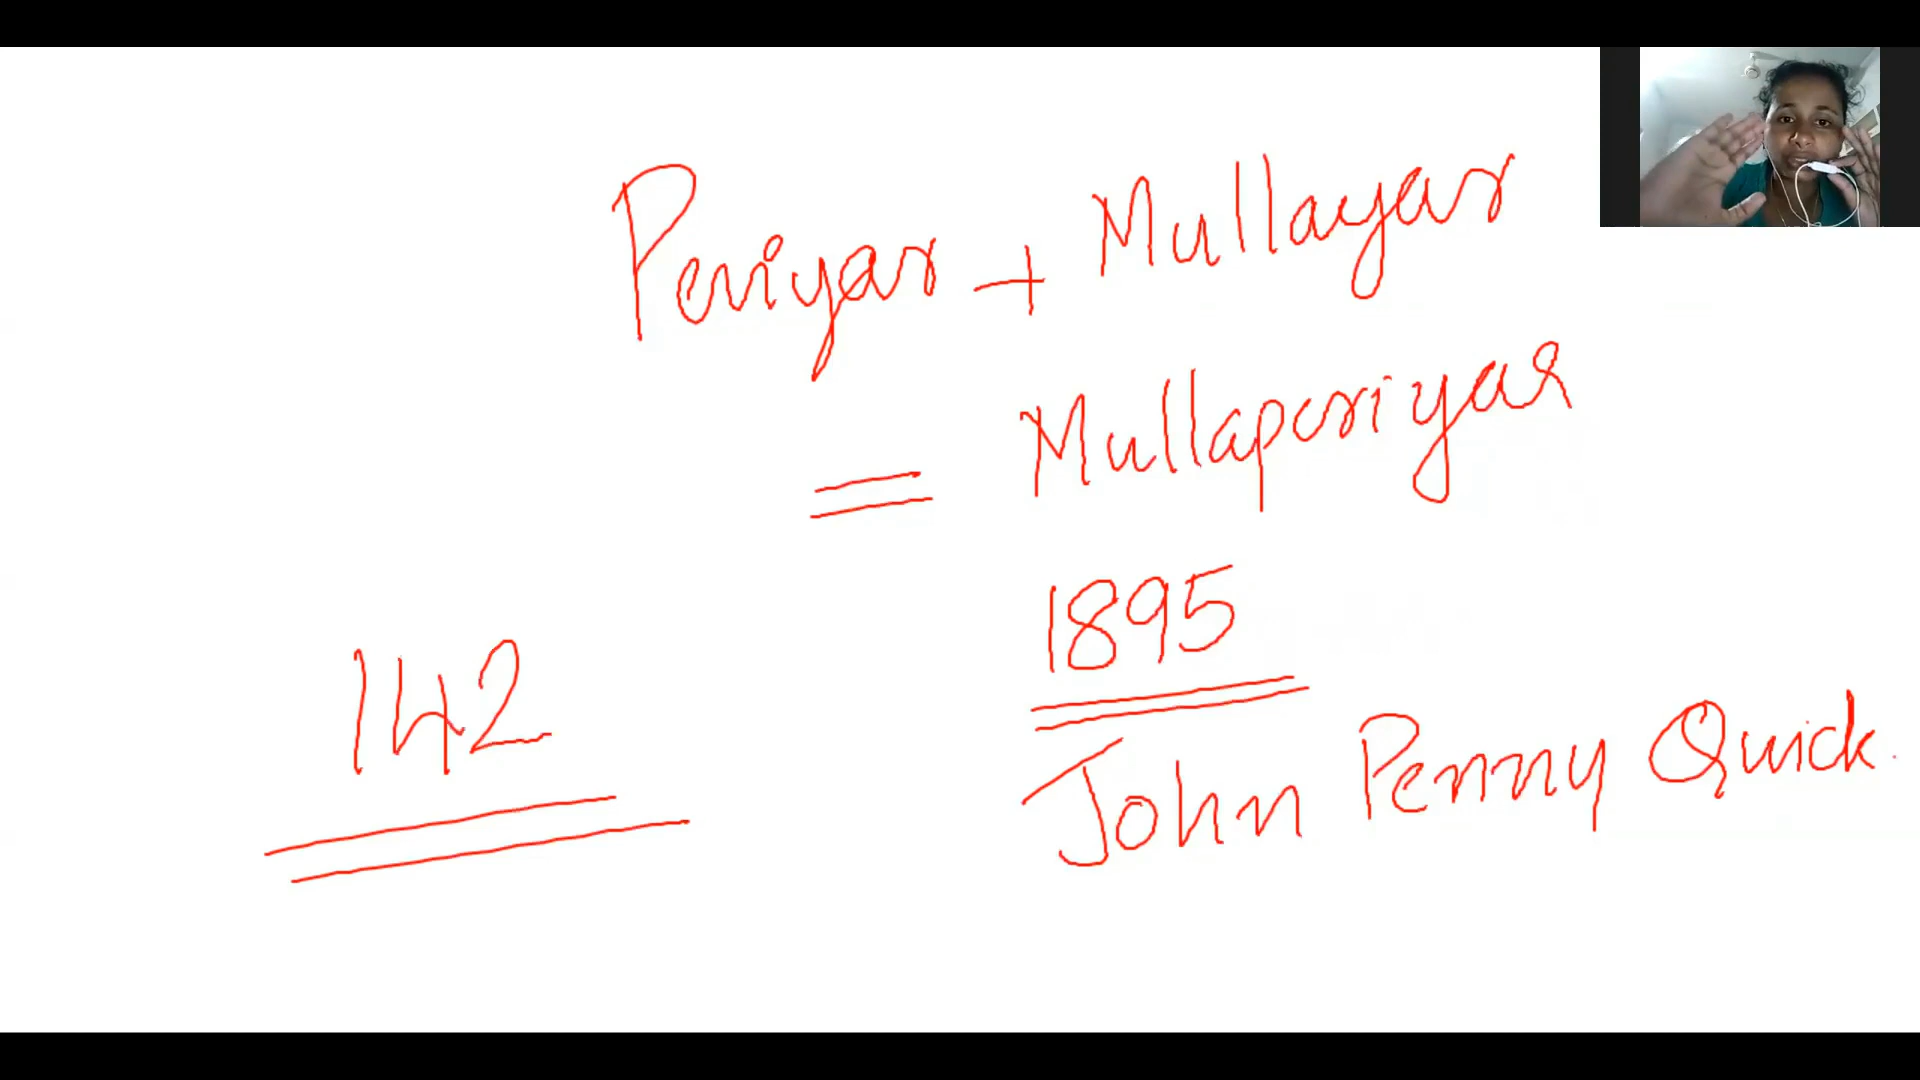 Periyar + Mullayar
= Mullaperiyar
1895
142
John Penny Quick.